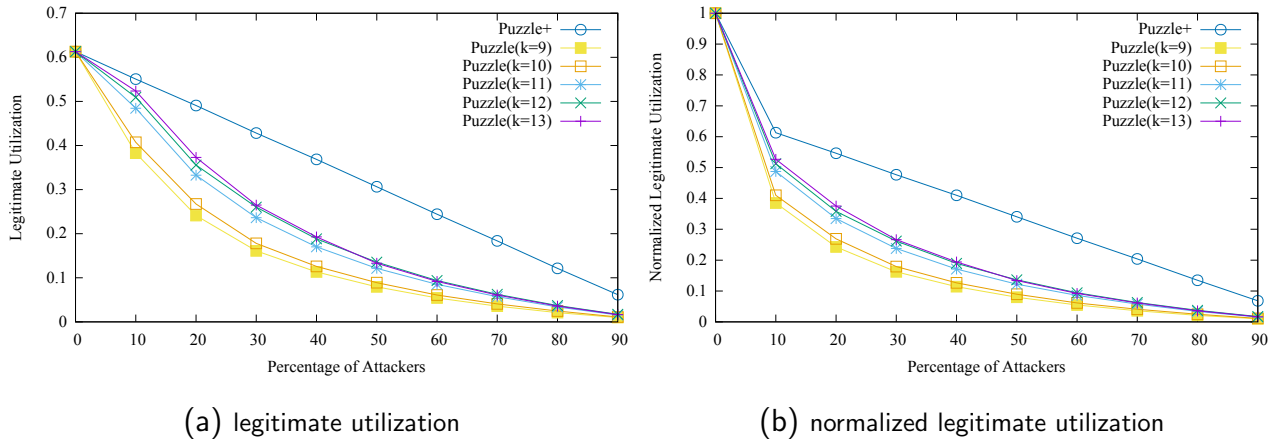 0.7
0.6
0.5
0.4
0.3
0.2
0.1
0
Legitimate Utilization
Puzzle+
Puzzle(k=9)
Puzzle(k=10)
Puzzle(k=11)
Puzzle(k=12)
Puzzle(k=13)
0 10 20 30 40 50 60 70 80 90
Percentage of Attackers
(a) legitimate utilization
1
0.9
0.8
0.7
0.6
0.5
0.4
0.3
0.2
0.1
0
Normalized Legitimate Utilization
Puzzle+
Puzzle(k=9)
Puzzle(k=10)
Puzzle(k=11)
Puzzle(k=12)
Puzzle(k=13)
0 10 20 30 40 50 60 70 80 90
Percentage of Attackers
(b) normalized legitimate utilization